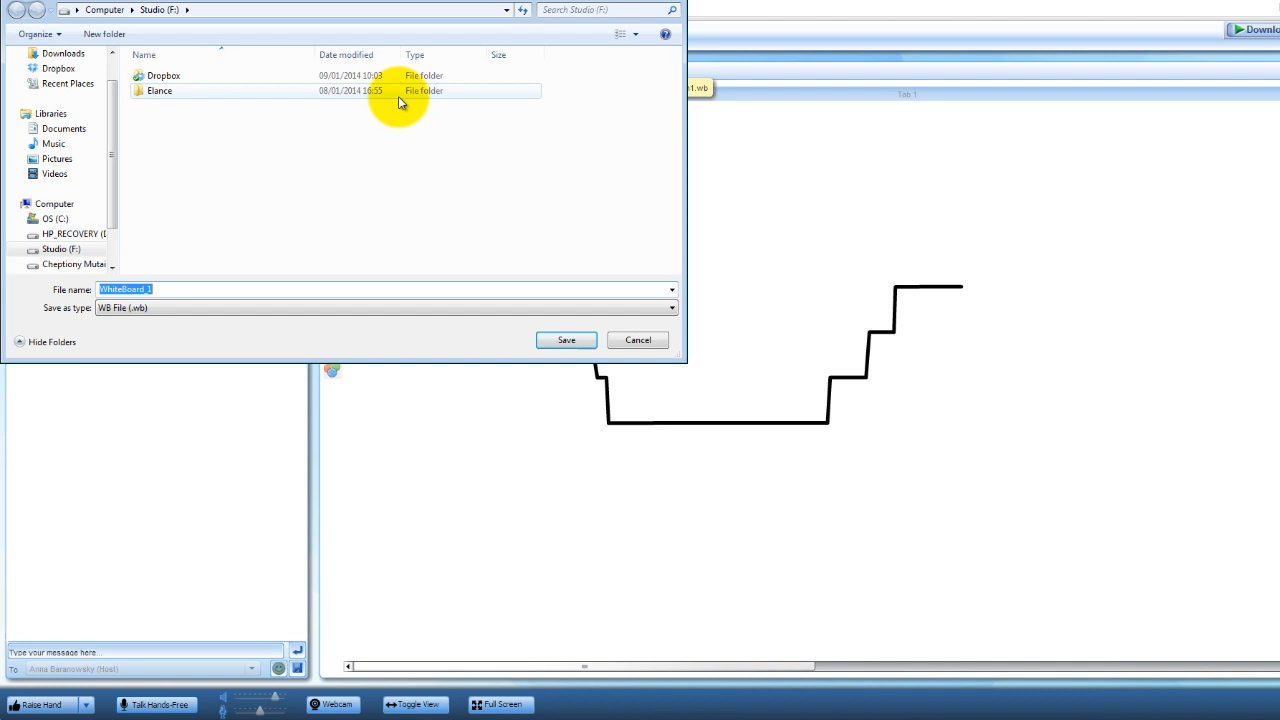 Computer ▸ Studio (F:) ▸
Search Studio (F:)
Organize New folder
Name Date modified Type Size
Downloads
Dropbox
Recent Places
Libraries
Documents
Music
Pictures
Videos
Computer
OS (C:)
HP_RECOVERY (D
Studio (F:)
Cheptiony Mutai
Dropbox 09/01/2014 10:03 File folder
Elance 08/01/2014 16:55 File folder
File name: WhiteBoard_1
Save as type: WB File (.wb)
Hide Folders
Save Cancel
Downlo
1.wb
Tab 1
Type your message here...
To Anna Baranowsky (Host)
Raise Hand
Talk Hands-Free
Webcam
Toggle View
Full Screen